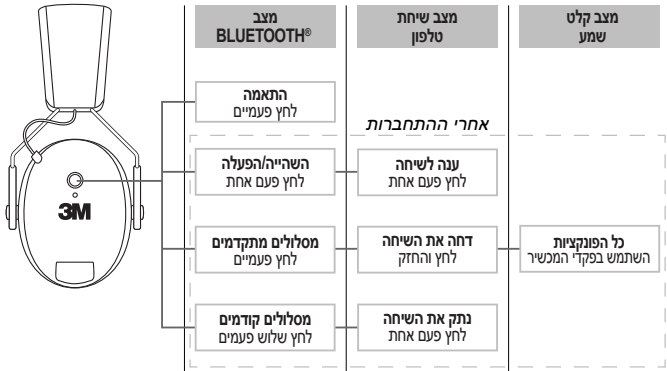 מצב
BLUETOOTH®
מצב שיחת
טלפון
מצב קלט
שמע
התאמה
לחץ פעמיים
אחרי ההתחברות
השהייה/הפעלה
לחץ פעם אחת
ענה לשיחה
לחץ פעם אחת
3M
מסלולים מתקדמים
לחץ פעמיים
דחה את השיחה
לחץ והחזק
כל הפונקציות
השתמש בפקדי המכשיר
מסלולים קודמים
לחץ שלוש פעמים
נתק את השיחה
לחץ פעם אחת